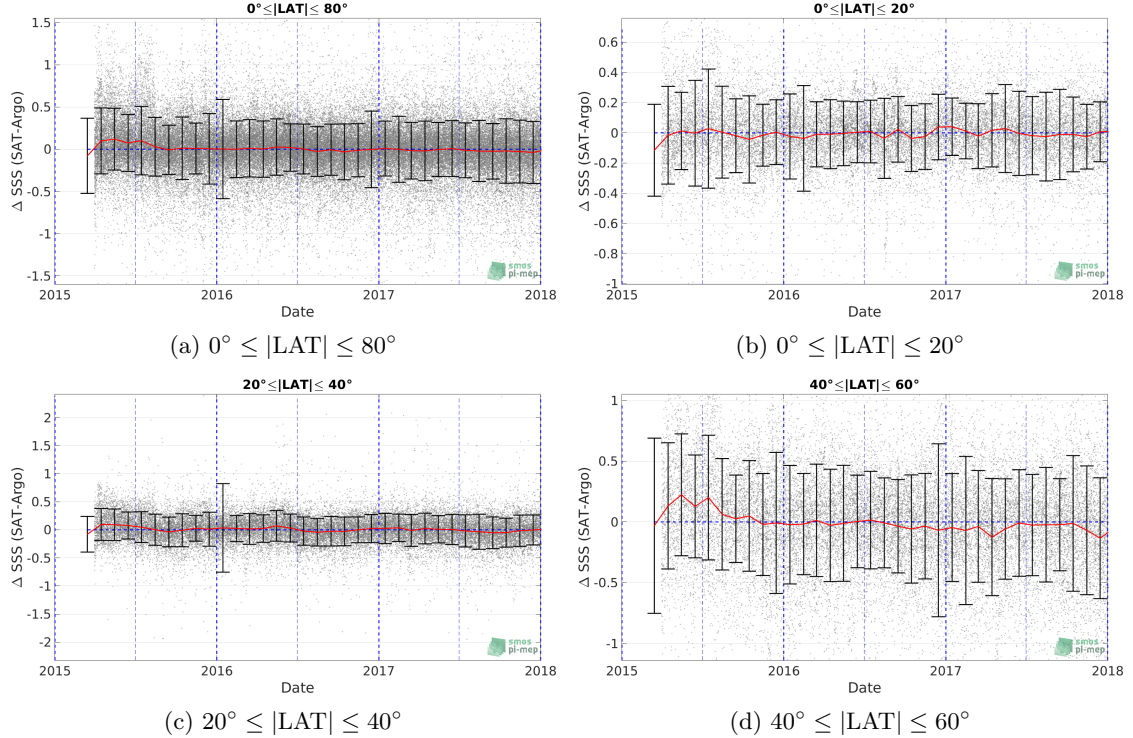 0°≤|LAT|≤ 80°
Δ SSS (SAT-Argo)
1.5
1
0.5
0
-0.5
-1
-1.5
2015
2016
2017
2018
Date
smos
pi-mep
(a) 0° ≤ |LAT| ≤ 80°
0°≤|LAT|≤ 20°
Δ SSS (SAT-Argo)
0.6
0.4
0.2
0
-0.2
-0.4
-0.6
-0.8
-1
2015
2016
2017
2018
Date
smos
pi-mep
(b) 0° ≤ |LAT| ≤ 20°
20°≤|LAT|≤ 40°
Δ SSS (SAT-Argo)
2
1.5
1
0.5
0
-0.5
-1
-1.5
-2
2015
2016
2017
2018
Date
smos
pi-mep
(c) 20° ≤ |LAT| ≤ 40°
40°≤|LAT|≤ 60°
Δ SSS (SAT-Argo)
1
0.5
0
-0.5
-1
2015
2016
2017
2018
Date
smos
pi-mep
(d) 40° ≤ |LAT| ≤ 60°